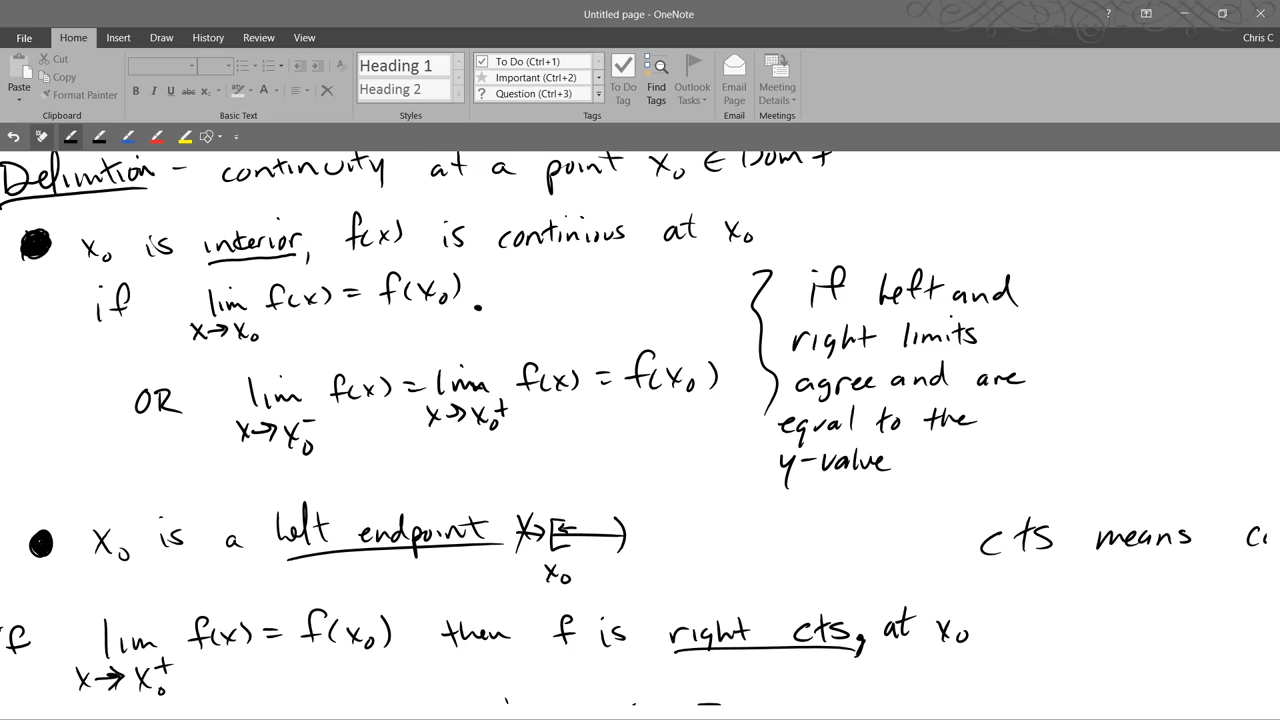 Untitled page - OneNote
File Home Insert Draw History Review View
Chris C
Paste
Cut
Copy
Format Painter
Clipboard
B I U abc x₂ A
Basic Text
Heading 1
Heading 2
Styles
To Do (Ctrl+1)
Important (Ctrl+2)
Question (Ctrl+3)
To Do Tag
Find Tags
Outlook Tasks
Tags
Email Page
Email
Meeting Details
Meetings
Definition - continuity at a point x₀ ∈ Dom f
x₀ is interior, f(x) is continious at x₀
if lim x→x₀ f(x) = f(x₀).
OR lim x→x₀⁻ f(x) = lim x→x₀⁺ f(x) = f(x₀)
if left and
right limits
agree and are
equal to the
y-value
x₀ is a left endpoint
x₀
cts means
if lim x→x₀⁺ f(x) = f(x₀) then f is right cts, at x₀